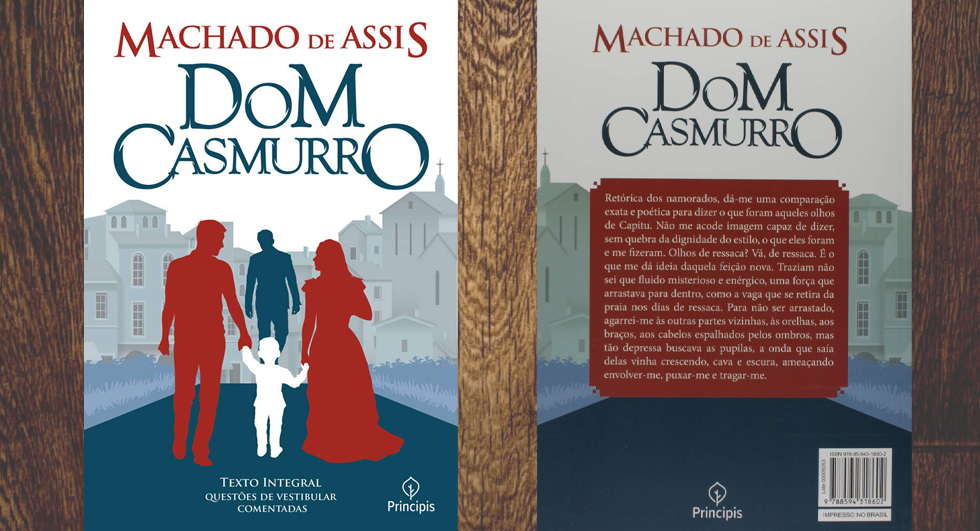 MACHADO DE ASSIS
DOM
CASMURRO
TEXTO INTEGRAL
QUESTÕES DE VESTIBULAR
COMENTADAS
Principis
MACHADO DE ASSIS
DOM
CASMURRO
Retórica dos namorados, dá-me uma comparação
exata e poética para dizer o que foram aqueles olhos
de Capitu. Não me acode imagem capaz de dizer,
sem quebra da dignidade do estilo, o que eles foram
e me fizeram. Olhos de ressaca? Vá, de ressaca. É o
que me dá ideia daquela feição nova. Traziam não
sei que fluido misterioso e enérgico, uma força que
arrastava para dentro, como a vaga que se retira da
praia nos dias de ressaca. Para não ser arrastado,
agarrei-me às outras partes vizinhas, às orelhas, aos
braços, aos cabelos espalhados pelos ombros, mas
tão depressa buscava as pupilas, a onda que saía
delas vinha crescendo, cava e escura, ameaçando
envolver-me, puxar-me e tragar-me.
Principis
9 788594 318602
IMPRESSO NO BRASIL